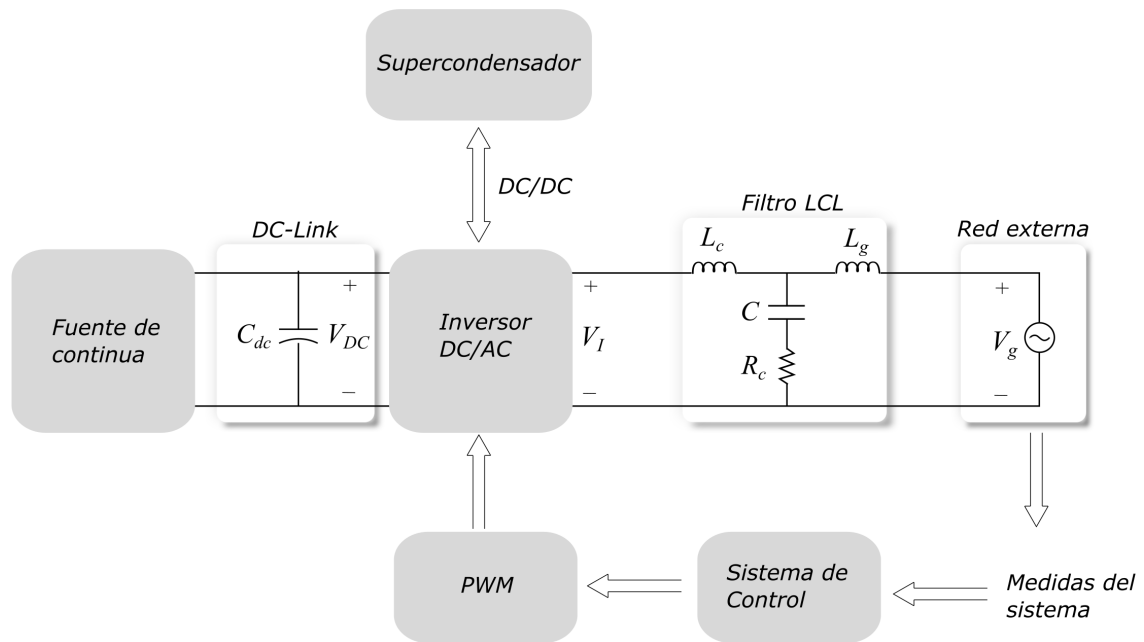 Supercondensador
DC/DC
Filtro LCL
DC-Link
Red externa
L_c
L_g
+
+
+
Fuente de
continua
C_dc
V_DC
Inversor
DC/AC
V_I
C
R_c
V_g
−
−
−
PWM
Sistema de
Control
Medidas del
sistema